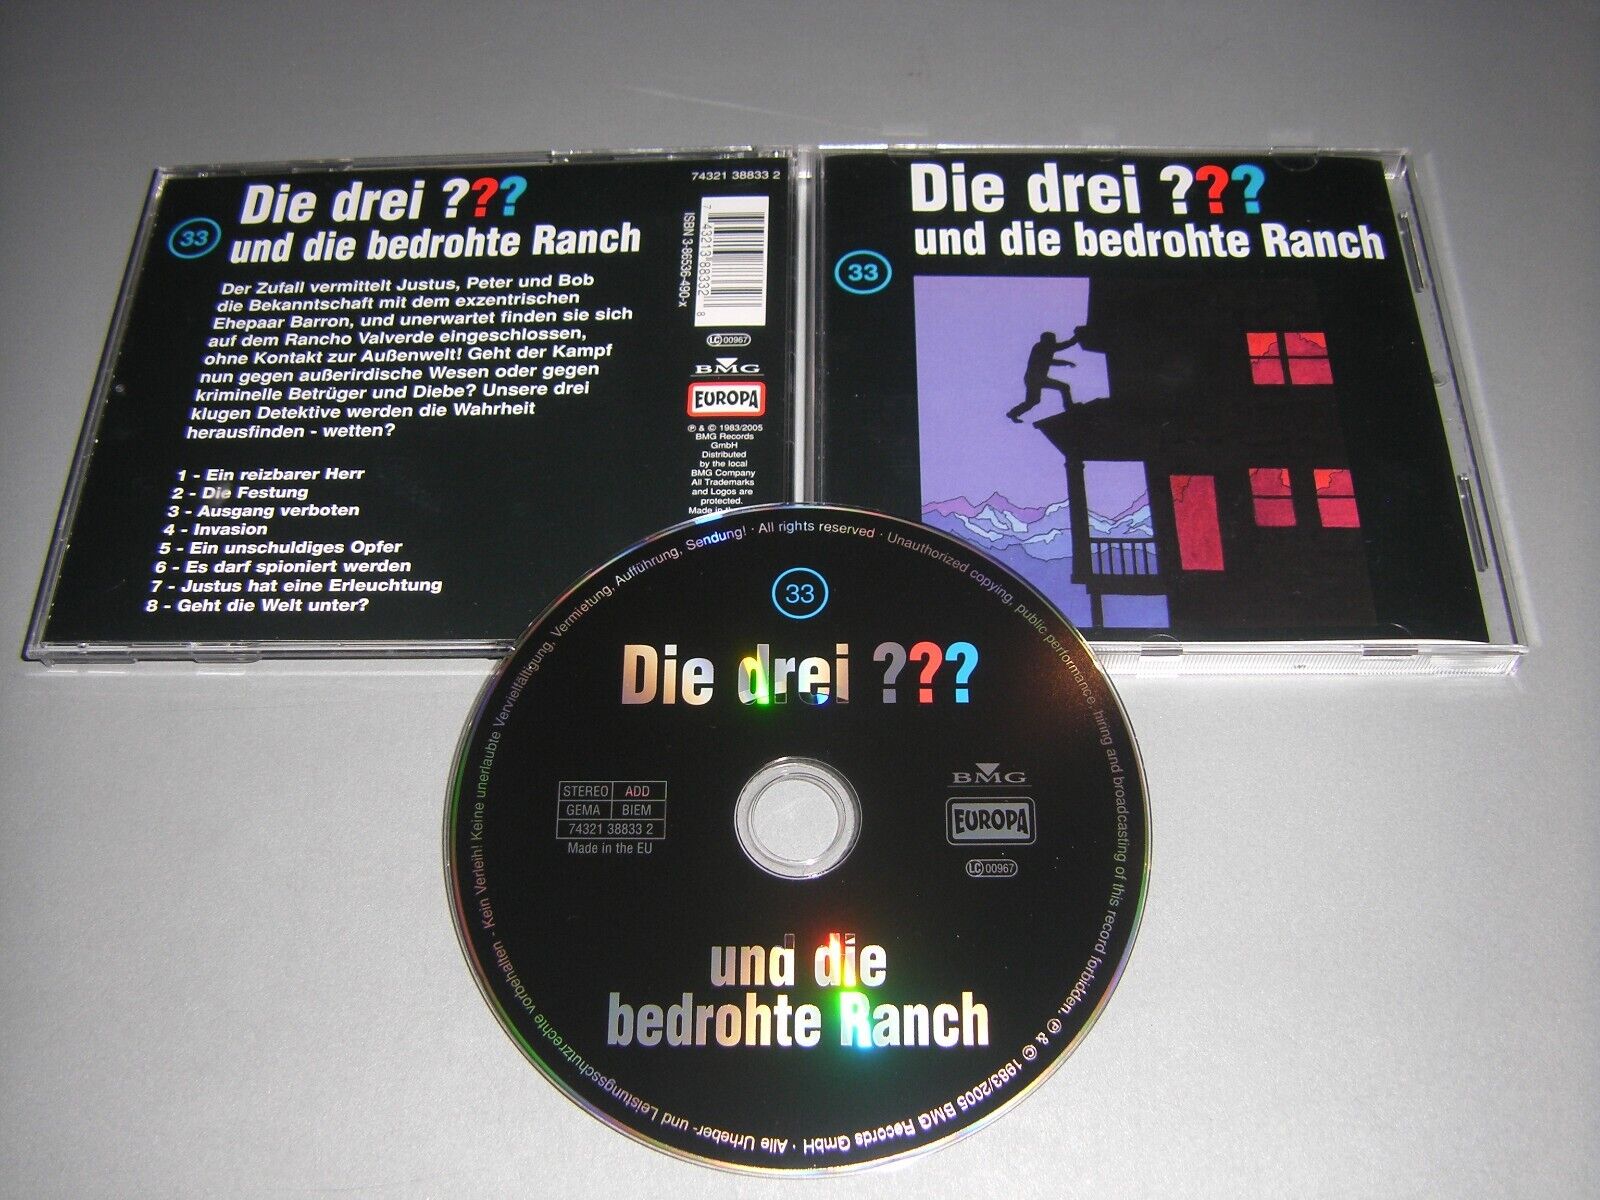 Die drei ???
33
und die bedrohte Ranch
Der Zufall vermittelt Justus, Peter und Bob
die Bekanntschaft mit dem exzentrischen
Ehepaar Barron, und unerwartet finden sie sich
auf dem Rancho Valverde eingeschlossen,
ohne Kontakt zur Außenwelt! Geht der Kampf
nun gegen außerirdische Wesen oder gegen
kriminelle Betrüger und Diebe? Unsere drei
klugen Detektive werden die Wahrheit
herausfinden - wetten?
1 - Ein reizbarer Herr
2 - Die Festung
3 - Ausgang verboten
4 - Invasion
5 - Ein unschuldiges Opfer
6 - Es darf spioniert werden
7 - Justus hat eine Erleuchtung
8 - Geht die Welt unter?
74321 38833 2
ISBN 3-86536-490-x
7 43213 88332 8
LC 00967
BMG
EUROPA
℗ & © 1983/2005
BMG Records
GmbH
Distributed
by the local
BMG Company
All Trademarks
and Logos are
protected.
Made in the
Die drei ???
und die bedrohte Ranch
33
33
Die drei ???
STEREO ADD
GEMA BIEM
74321 38833 2
Made in the EU
BMG
EUROPA
LC 00967
und die
bedrohte Ranch
℗ & © 1983/2005 BMG Records GmbH · Alle Urheber- und Leistungsschutzrechte vorbehalten - Kein Verleih! Keine unerlaubte Vervielfältigung, Vermietung, Aufführung, Sendung! · All rights reserved · Unauthorized copying, public performance, hiring and broadcasting of this record forbidden.